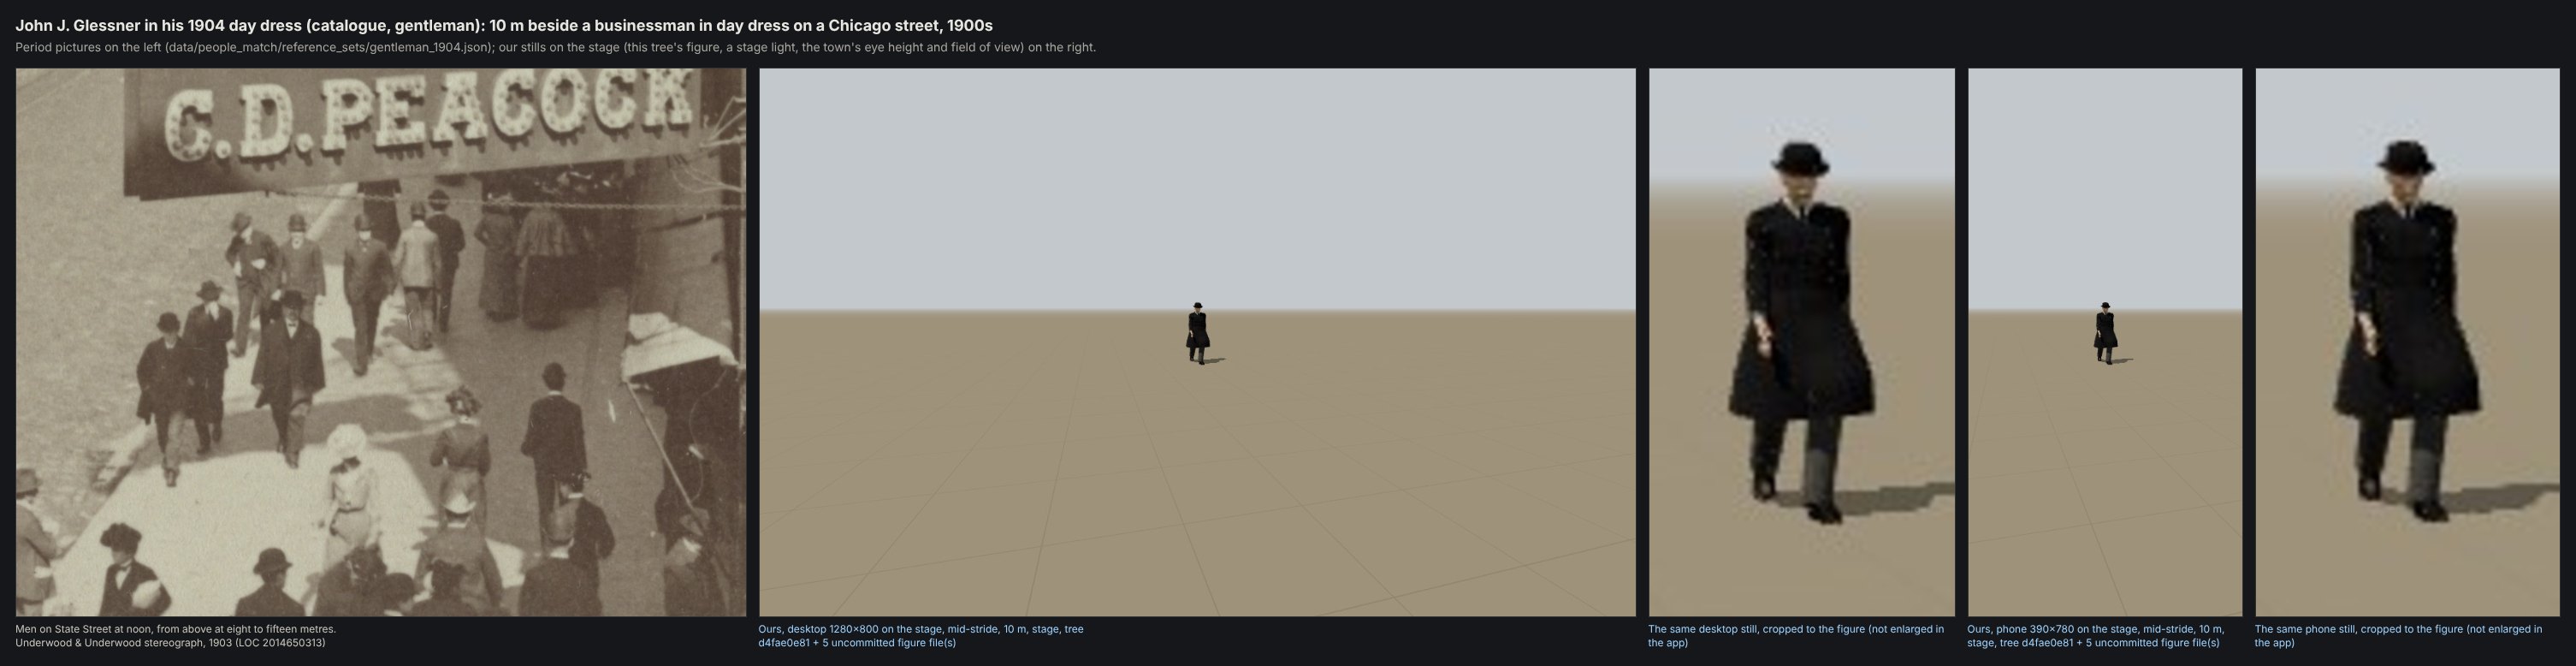 John J. Glessner in his 1904 day dress (catalogue, gentleman): 10 m beside a businessman in day dress on a Chicago street, 1900s
Period pictures on the left (data/people_match/reference_sets/gentleman_1904.json); our stills on the stage (this tree's figure, a stage light, the town's eye height and field of view) on the right.
C.D. PEACOCK
Men on State Street at noon, from above at eight to fifteen metres.
Underwood & Underwood stereograph, 1903 (LOC 2014650313)
Ours, desktop 1280×800 on the stage, mid-stride, 10 m, stage, tree
d4fae0e81 + 5 uncommitted figure file(s)
The same desktop still, cropped to the figure (not enlarged in
the app)
Ours, phone 390×780 on the stage, mid-stride, 10 m,
stage, tree d4fae0e81 + 5 uncommitted figure file(s)
The same phone still, cropped to the figure (not enlarged in
the app)